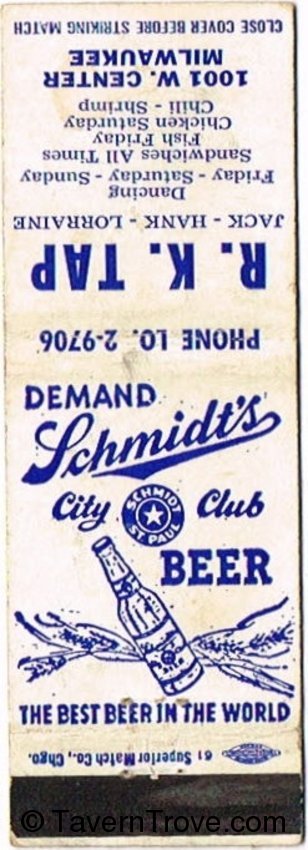 DEMAND
Schmidt's
City Club
SCHMIDT
ST. PAUL
BEER
THE BEST BEER IN THE WORLD
PHONE LO. 2-9706
R. K. TAP
JACK - HANK - LORRAINE
Dancing
Friday - Saturday - Sunday
Sandwiches All Times
Fish Friday
Chicken Saturday
Chili - Shrimp
1001 W. CENTER
MILWAUKEE
CLOSE COVER BEFORE STRIKING MATCH
61 Superior Match Co., Chgo.
© TavernTrove.com/usa